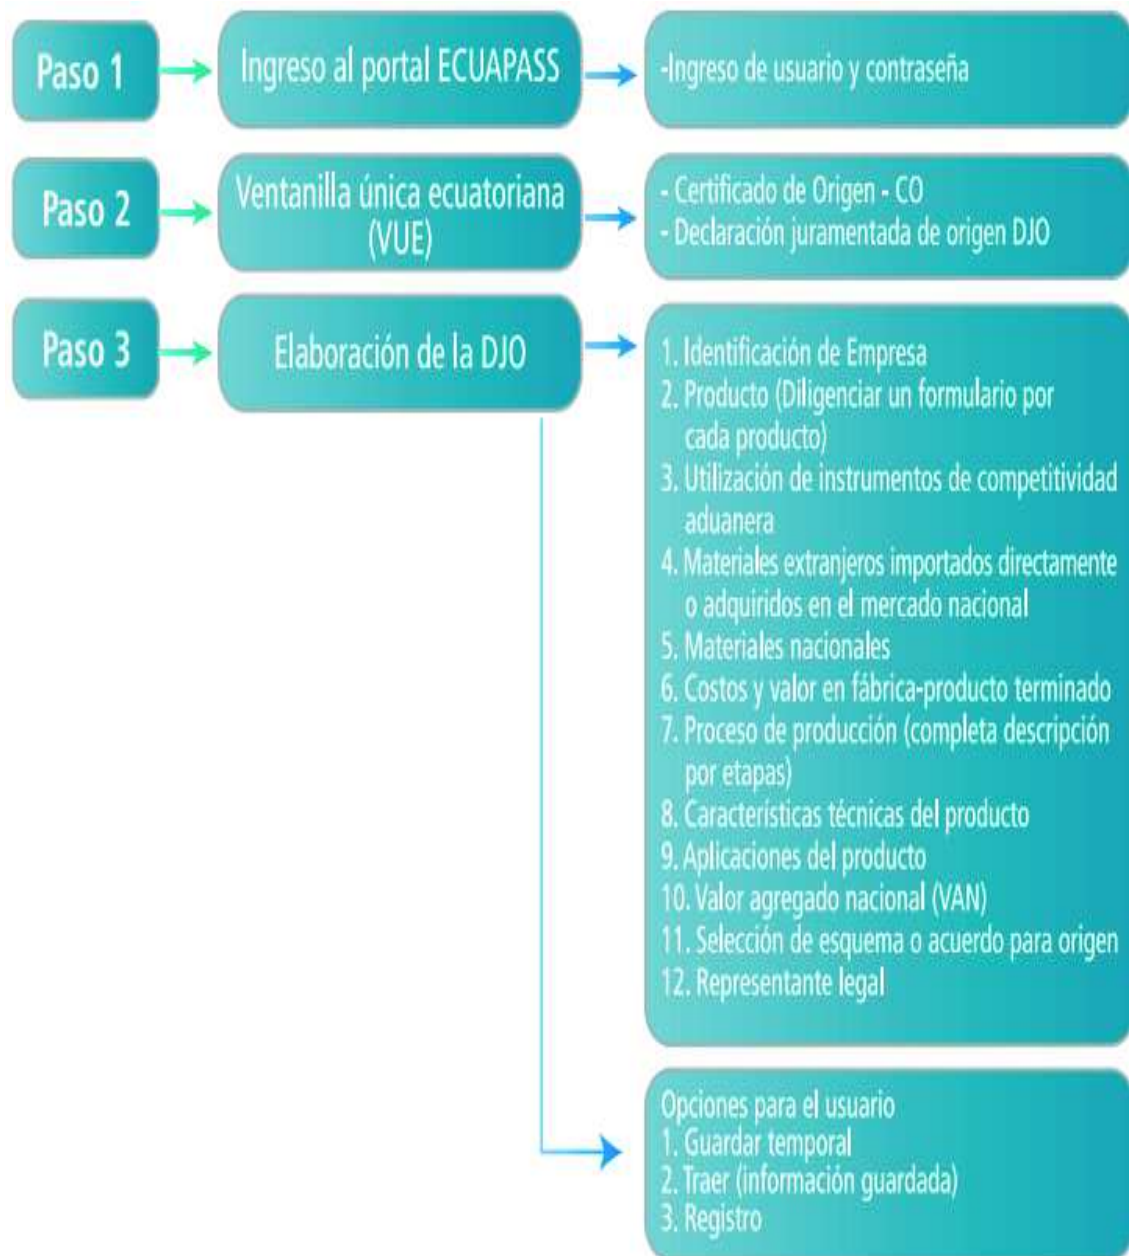 Paso 1
Ingreso al portal ECUAPASS
-Ingreso de usuario y contraseña
Paso 2
Ventanilla única ecuatoriana
(VUE)
- Certificado de Origen - CO
- Declaración juramentada de origen DJO
Paso 3
Elaboración de la DJO
1. Identificación de Empresa
2. Producto (Diligenciar un formulario por
cada producto)
3. Utilización de instrumentos de competitividad
aduanera
4. Materiales extranjeros importados directamente
o adquiridos en el mercado nacional
5. Materiales nacionales
6. Costos y valor en fábrica-producto terminado
7. Proceso de producción (completa descripción
por etapas)
8. Características técnicas del producto
9. Aplicaciones del producto
10. Valor agregado nacional (VAN)
11. Selección de esquema o acuerdo para origen
12. Representante legal
Opciones para el usuario
1. Guardar temporal
2. Traer (información guardada)
3. Registro